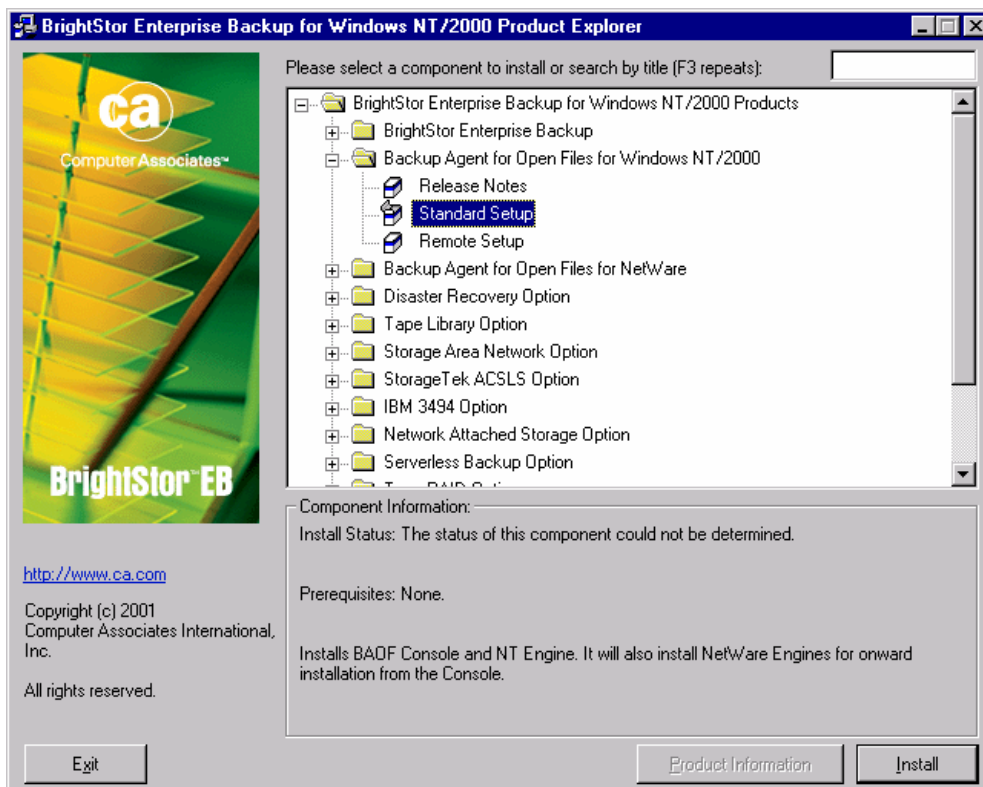 BrightStor Enterprise Backup for Windows NT/2000 Product Explorer
Please select a component to install or search by title (F3 repeats):
ca
Computer Associates™
BrightStor™ EB
BrightStor Enterprise Backup for Windows NT/2000 Products
BrightStor Enterprise Backup
Backup Agent for Open Files for Windows NT/2000
Release Notes
Standard Setup
Remote Setup
Backup Agent for Open Files for NetWare
Disaster Recovery Option
Tape Library Option
Storage Area Network Option
StorageTek ACSLS Option
IBM 3494 Option
Network Attached Storage Option
Serverless Backup Option
http://www.ca.com
Copyright (c) 2001
Computer Associates International,
Inc.
All rights reserved.
Component Information:
Install Status: The status of this component could not be determined.
Prerequisites: None.
Installs BAOF Console and NT Engine. It will also install NetWare Engines for onward
installation from the Console.
Exit
Product Information
Install